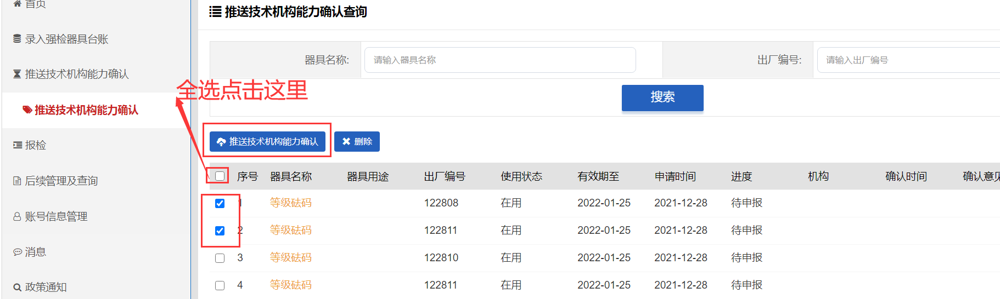 首页
录入强检器具台账
推送技术机构能力确认
推送技术机构能力确认
报检
后续管理及查询
账号信息管理
消息
政策通知
推送技术机构能力确认查询
器具名称: 请输入器具名称 出厂编号: 请输入出厂编号
全选点击这里
搜索
推送技术机构能力确认 删除
序号 器具名称 器具用途 出厂编号 使用状态 有效期至 申请时间 进度 机构 确认时间 确认意见
1 等级砝码 122808 在用 2022-01-25 2021-12-28 待申报
2 等级砝码 122811 在用 2022-01-25 2021-12-28 待申报
3 等级砝码 122810 在用 2022-01-25 2021-12-28 待申报
4 等级砝码 122811 在用 2022-01-25 2021-12-28 待申报